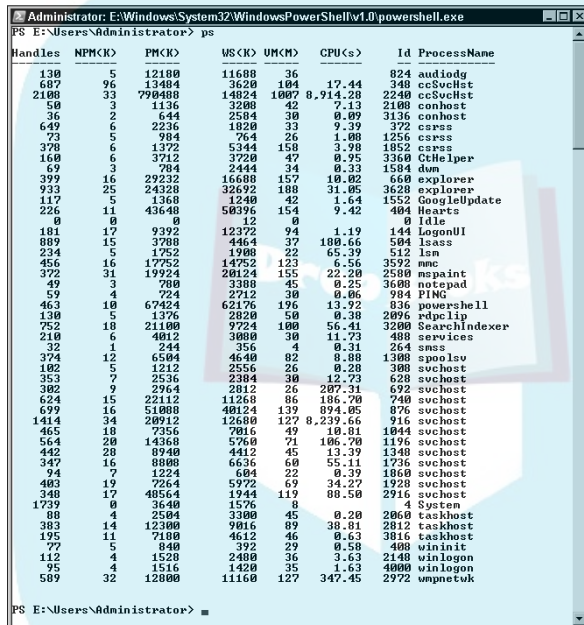 Administrator: E:\Windows\System32\WindowsPowerShell\v1.0\powershell.exe
PS E:\Users\Administrator> ps
Handles NPM(K) PM(K) WS(K) VM(M) CPU(s) Id ProcessName
------- ------ ----- ----- ----- ------ -- -----------
130 5 12180 11688 36 824 audiodg
687 96 13484 3620 104 17.44 348 ccSvcHst
2108 33 790488 14824 1007 8,914.28 2240 ccSvcHst
50 3 1136 3208 42 7.13 2108 conhost
36 2 644 2584 30 0.09 3136 conhost
649 6 2236 1820 33 9.39 372 csrss
73 5 984 764 26 1.08 1256 csrss
378 6 1372 5344 158 3.98 1852 csrss
160 6 3712 3720 47 0.95 3360 CtHelper
69 3 784 2444 34 0.33 1584 dwm
399 16 29232 16688 157 10.02 660 explorer
933 25 24328 32692 188 31.05 3628 explorer
117 5 1368 1240 42 1.64 1552 GoogleUpdate
226 11 43648 50396 154 9.42 404 Hearts
0 0 0 12 0 0 Idle
181 17 9392 12372 94 1.19 144 LogonUI
889 15 3788 4464 37 180.66 504 lsass
234 5 1752 1908 22 65.39 512 lsm
456 16 17752 14752 123 6.56 3592 mmc
372 31 19924 20124 155 22.20 2580 mspaint
49 3 780 3388 45 0.25 3608 notepad
59 4 724 2712 30 0.06 984 PING
463 10 67424 62176 196 13.92 836 powershell
130 5 1376 2820 50 0.38 2096 rdpclip
752 18 21100 9724 100 56.41 3200 SearchIndexer
210 6 4012 3080 30 11.73 488 services
32 1 244 356 4 0.31 264 smss
374 12 6504 4640 82 8.88 1308 spoolsv
102 5 1212 2556 26 0.28 308 svchost
353 7 2536 2384 30 12.73 628 svchost
302 9 2964 2812 26 207.31 692 svchost
624 15 22112 11268 86 186.70 740 svchost
699 16 51088 40124 139 894.05 876 svchost
1414 34 20912 12680 127 8,239.66 916 svchost
465 18 7356 7016 49 10.81 1044 svchost
564 20 14368 5760 71 106.70 1196 svchost
442 28 8940 4412 45 13.39 1348 svchost
347 16 8808 6636 60 55.11 1736 svchost
94 7 1224 604 22 0.39 1860 svchost
403 19 7264 5972 69 34.27 1928 svchost
348 17 48564 1944 119 88.50 2916 svchost
1739 0 3640 1576 8 4 System
88 4 2504 3300 45 0.20 2060 taskhost
383 14 12300 9016 89 38.81 2812 taskhost
195 11 7180 4612 46 0.63 3816 taskhost
77 5 840 392 29 0.58 408 wininit
112 4 1528 2480 36 3.63 2148 winlogon
95 4 1516 1420 35 1.63 4000 winlogon
589 32 12800 11160 127 347.45 2972 wmpnetwk
PS E:\Users\Administrator>